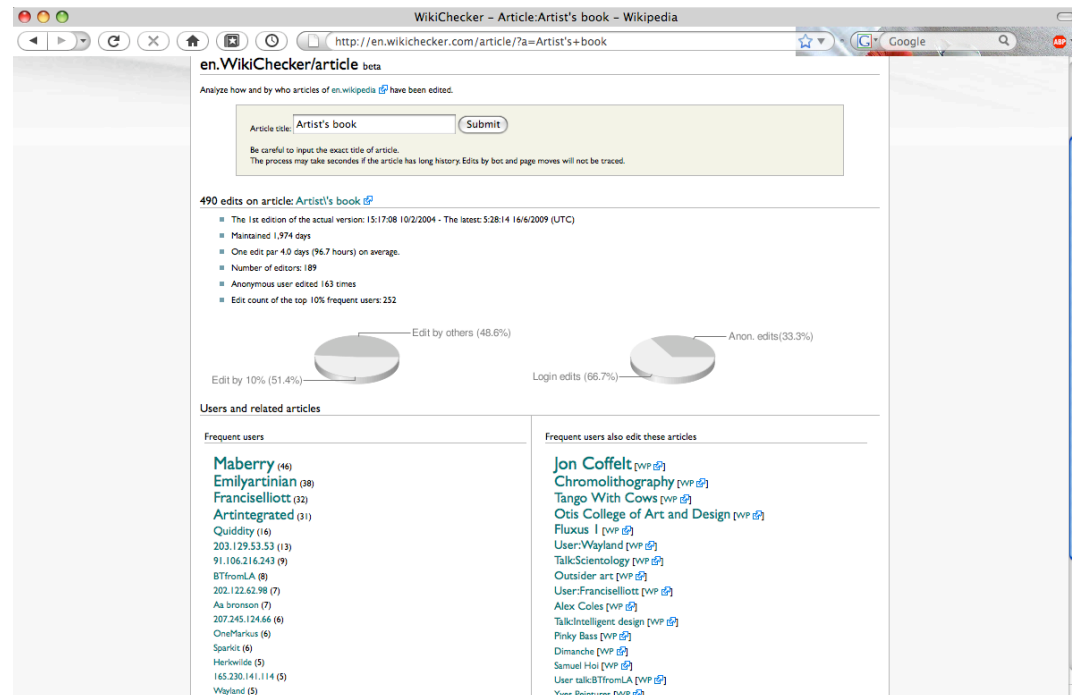 WikiChecker – Article:Artist's book – Wikipedia
http://en.wikichecker.com/article/?a=Artist's+book
Google
ABP
en.WikiChecker/article beta
Analyze how and by who articles of en.wikipedia have been edited.
Article title: Artist's book Submit
Be careful to input the exact title of article.
The process may take secondes if the article has long history. Edits by bot and page moves will not be traced.
490 edits on article: Artist\'s book
The 1st edition of the actual version: 15:17:08 10/2/2004 - The latest: 5:28:14 16/6/2009 (UTC)
Maintained 1,974 days
One edit par 4.0 days (96.7 hours) on average.
Number of editors: 189
Anonymous user edited 163 times
Edit count of the top 10% frequent users: 252
Edit by others (48.6%)
Edit by 10% (51.4%)
Anon. edits(33.3%)
Login edits (66.7%)
Users and related articles
Frequent users
Maberry (46)
Emilyartinian (38)
Franciselliott (32)
Artintegrated (31)
Quiddity (16)
203.129.53.53 (13)
91.106.216.243 (9)
BTfromLA (8)
202.122.62.98 (7)
Aa bronson (7)
207.245.124.66 (6)
OneMarkus (6)
Sparkit (6)
Herkwilde (5)
165.230.141.114 (5)
Wayland (5)
Frequent users also edit these articles
Jon Coffelt [WP]
Chromolithography [WP]
Tango With Cows [WP]
Otis College of Art and Design [WP]
Fluxus 1 [WP]
User:Wayland [WP]
Talk:Scientology [WP]
Outsider art [WP]
User:Franciselliott [WP]
Alex Coles [WP]
Talk:Intelligent design [WP]
Pinky Bass [WP]
Dimanche [WP]
Samuel Hoi [WP]
User talk:BTfromLA [WP]
Yves Peintures [WP]